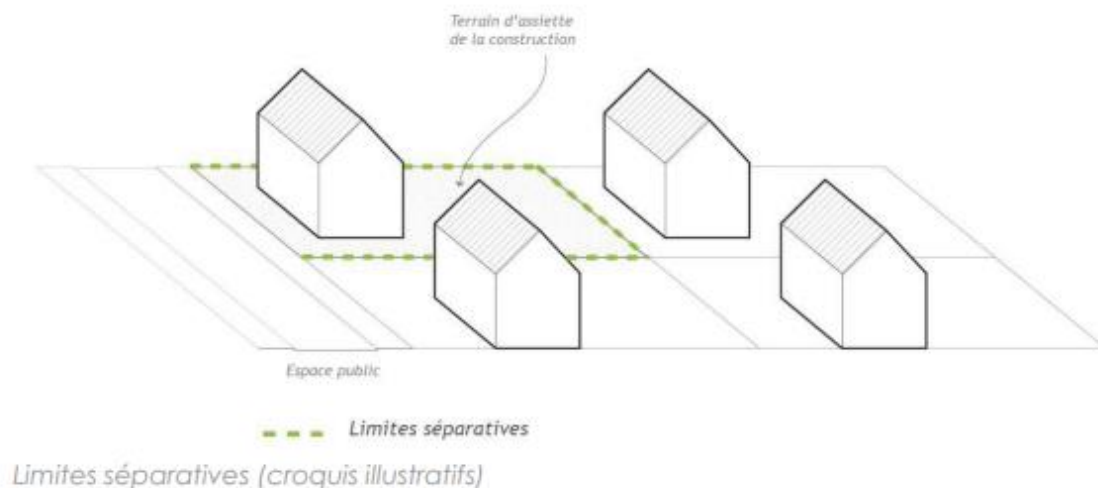 Terrain d'assiette
de la construction
Espace public
Limites séparatives
Limites séparatives (croquis illustratifs)